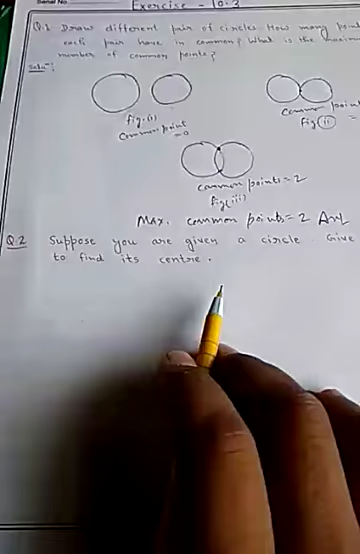 Serial No.
Exercise - 10.3
Q.1 Draw different pair of circles. How many
each pair have in common? What is the
number of common points?
Solu":
fig.(i)
common point
=0
common
fig(ii) =
common points = 2
fig(iii)
Max. common points = 2 Ans
Q.2 Suppose you are given a circle. Give
to find its centre.